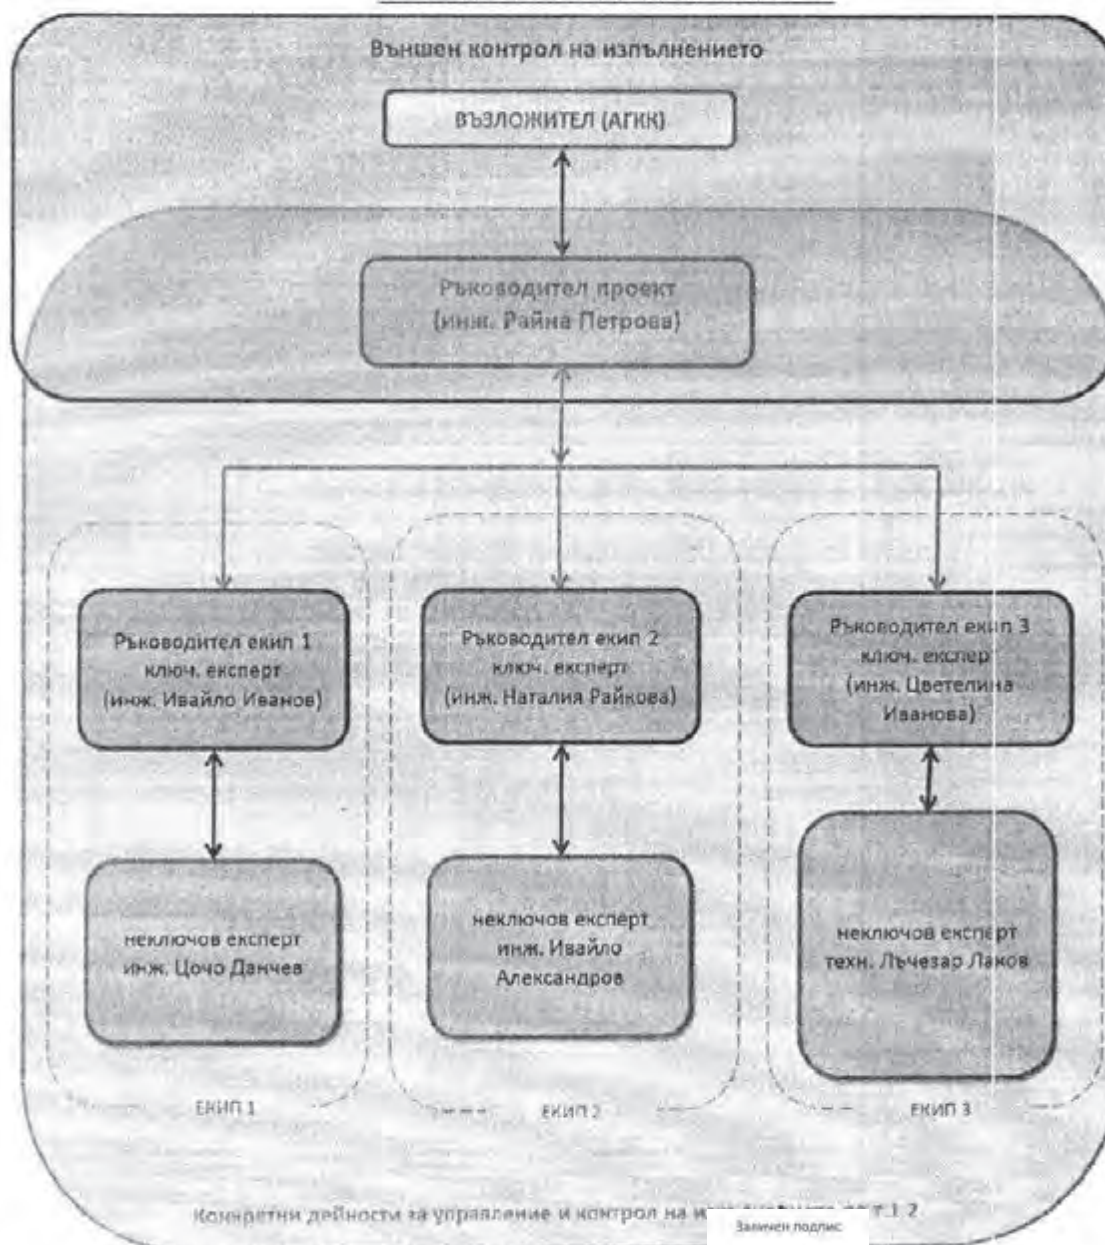 Външен контрол на изпълнението
ВЪЗЛОЖИТЕЛ (АГКК)
Ръководител проект
(инж. Райна Петрова)
Ръководител екип 1
ключ. експерт
(инж. Ивайло Иванов)
Ръководител екип 2
ключ. експерт
(инж. Наталия Райкова)
Ръководител екип 3
ключ. експер
(инж. Цветелина
Иванова)
неключов експерт
инж. Цочо Данчев
неключов експерт
инж. Ивайло
Александров
неключов експерт
техн. Лъчезар Лаков
ЕКИП 1
ЕКИП 2
ЕКИП 3
Конкретни дейности за управление и контрол на т.1.2
Заличен подпис